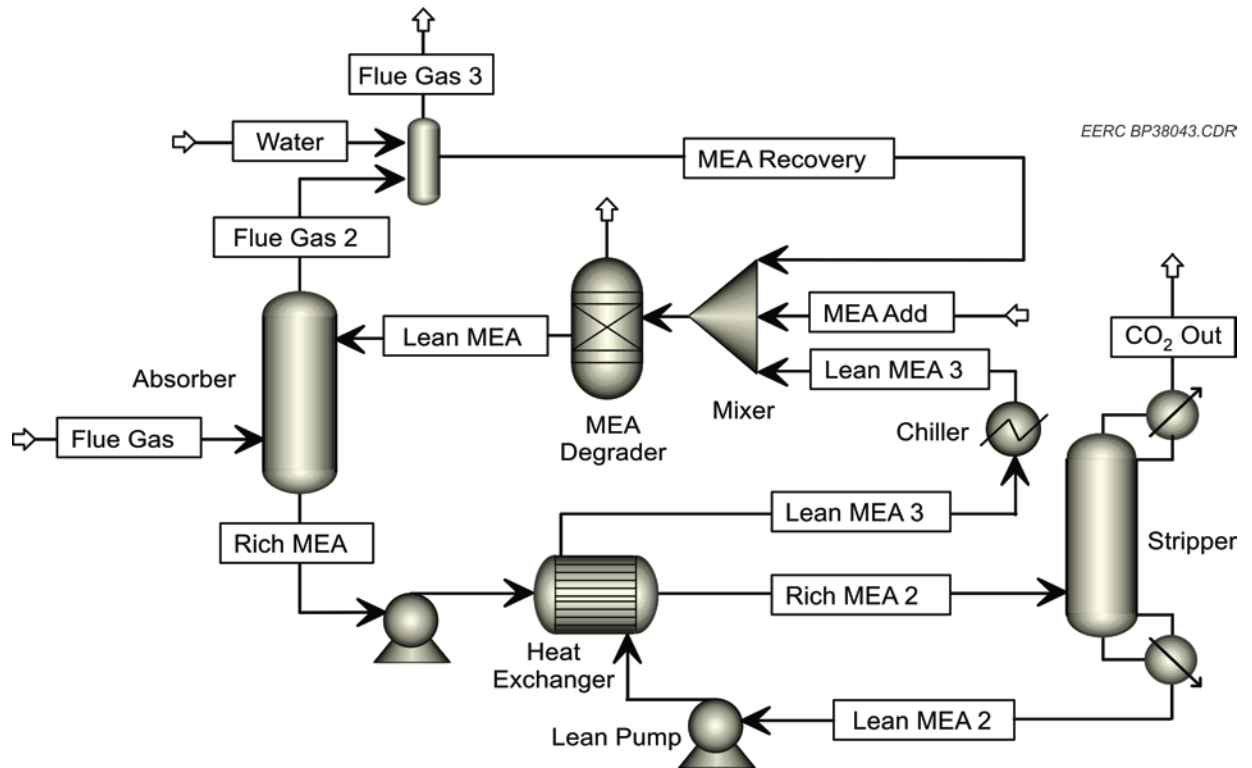 Flue Gas 3
Water
EERC BP38043.CDR
MEA Recovery
Flue Gas 2
MEA Add
Lean MEA
CO₂ Out
Lean MEA 3
Absorber
Mixer
MEA
Degrader
Chiller
Flue Gas
Lean MEA 3
Rich MEA
Stripper
Rich MEA 2
Heat
Exchanger
Lean Pump
Lean MEA 2